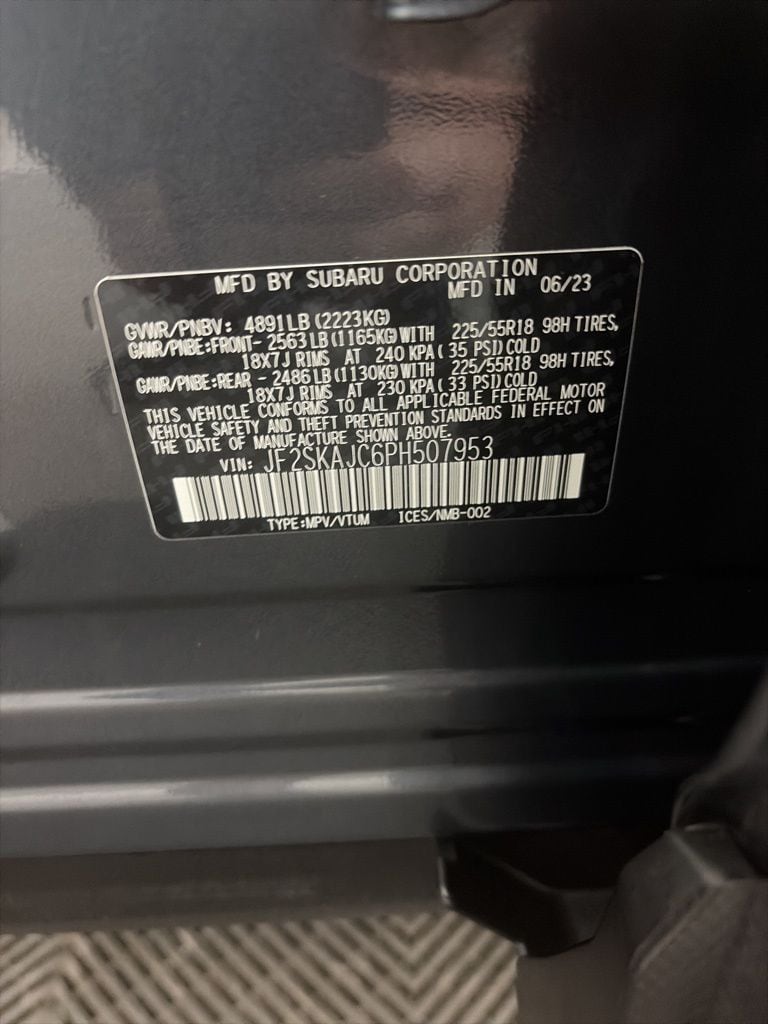 MFD BY SUBARU CORPORATION
MFD IN 06/23
GVWR/PNBV: 4891LB(2223KG)
GAWR/PNBE:FRONT- 2563LB(1165KG)WITH 225/55R18 98H TIRES,
18X7J RIMS AT 240 KPA(35 PSI)COLD
GAWR/PNBE:REAR - 2486LB(1130KG)WITH 225/55R18 98H TIRES,
18X7J RIMS AT 230 KPA(33 PSI)COLD
THIS VEHICLE CONFORMS TO ALL APPLICABLE FEDERAL MOTOR
VEHICLE SAFETY AND THEFT PREVENTION STANDARDS IN EFFECT ON
THE DATE OF MANUFACTURE SHOWN ABOVE.
VIN: JF2SKAJC6PH507953
TYPE:MPV/VTUM ICES/NMB-002